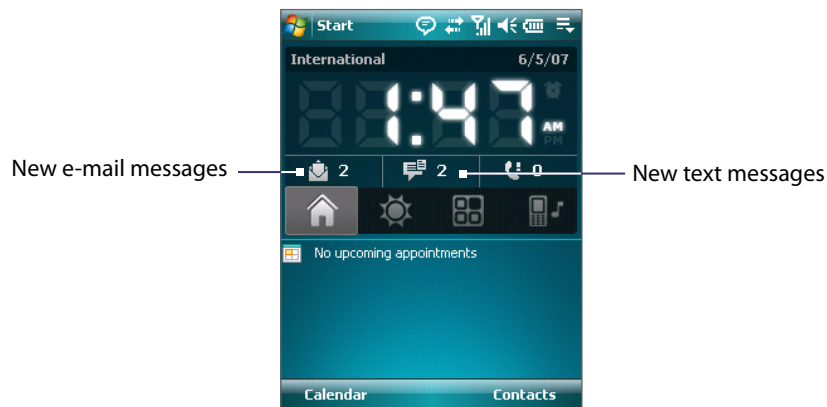 Start
International 6/5/07
1:47 AM PM
New e-mail messages 2 2 0 New text messages
No upcoming appointments
Calendar Contacts